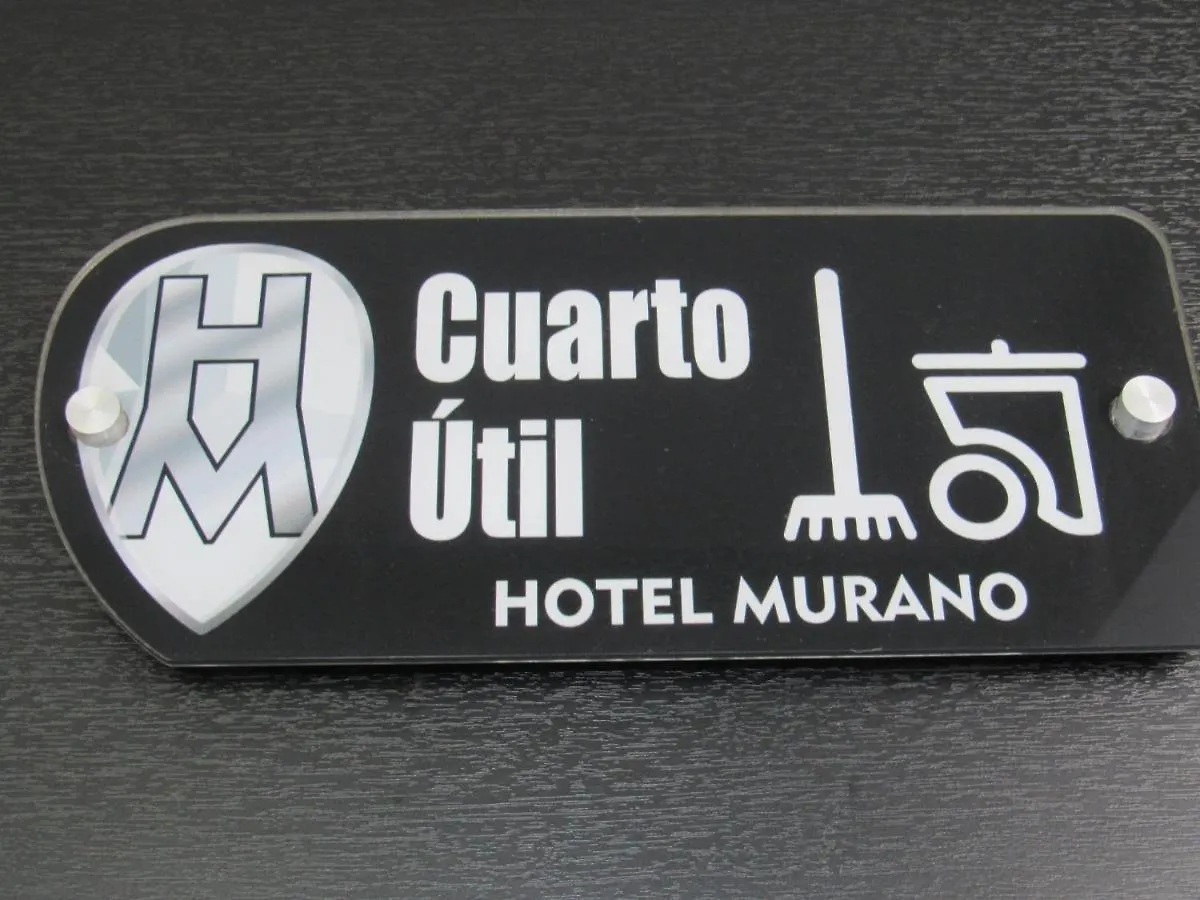 HM
Cuarto
Útil
HOTEL MURANO